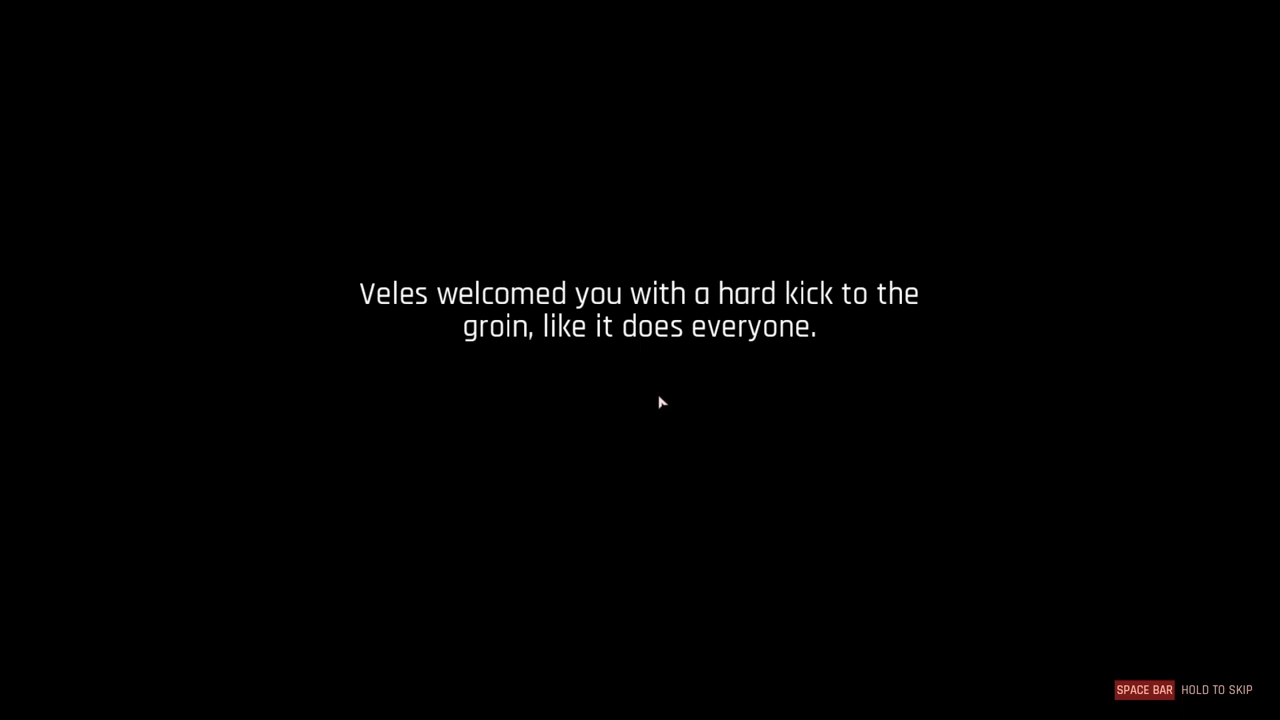 Veles welcomed you with a hard kick to the
groin, like it does everyone.
SPACE BAR HOLD TO SKIP